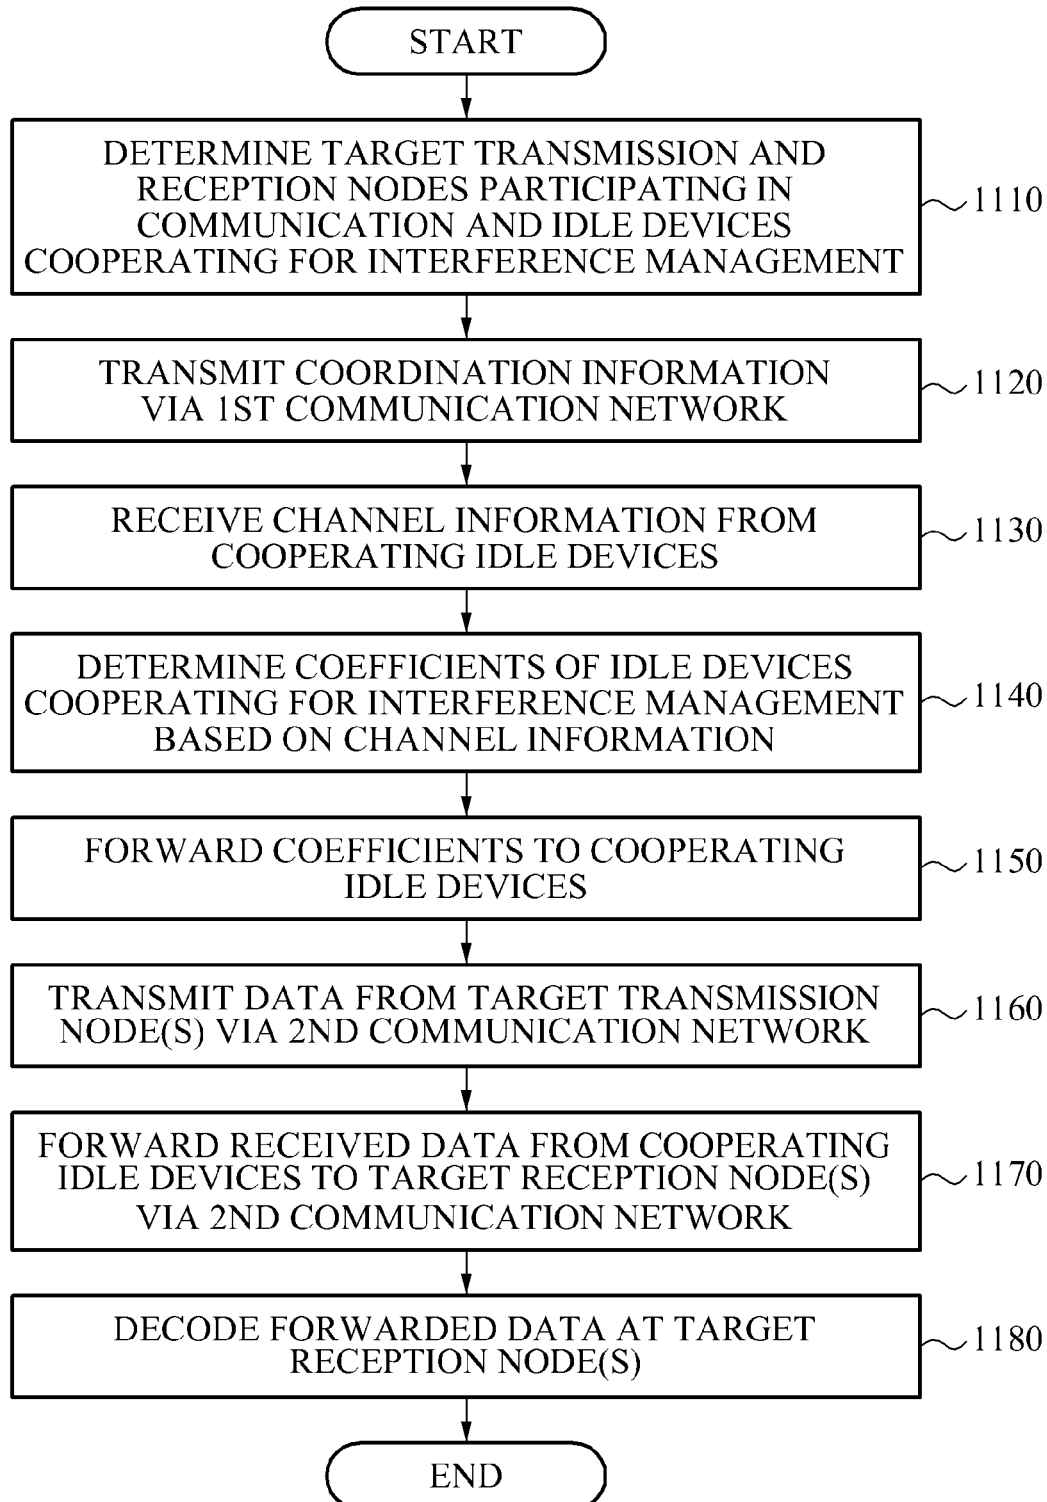 START
DETERMINE TARGET TRANSMISSION AND
RECEPTION NODES PARTICIPATING IN
COMMUNICATION AND IDLE DEVICES
COOPERATING FOR INTERFERENCE MANAGEMENT
1110
TRANSMIT COORDINATION INFORMATION
VIA 1ST COMMUNICATION NETWORK
1120
RECEIVE CHANNEL INFORMATION FROM
COOPERATING IDLE DEVICES
1130
DETERMINE COEFFICIENTS OF IDLE DEVICES
COOPERATING FOR INTERFERENCE MANAGEMENT
BASED ON CHANNEL INFORMATION
1140
FORWARD COEFFICIENTS TO COOPERATING
IDLE DEVICES
1150
TRANSMIT DATA FROM TARGET TRANSMISSION
NODE(S) VIA 2ND COMMUNICATION NETWORK
1160
FORWARD RECEIVED DATA FROM COOPERATING
IDLE DEVICES TO TARGET RECEPTION NODE(S)
VIA 2ND COMMUNICATION NETWORK
1170
DECODE FORWARDED DATA AT TARGET
RECEPTION NODE(S)
1180
END